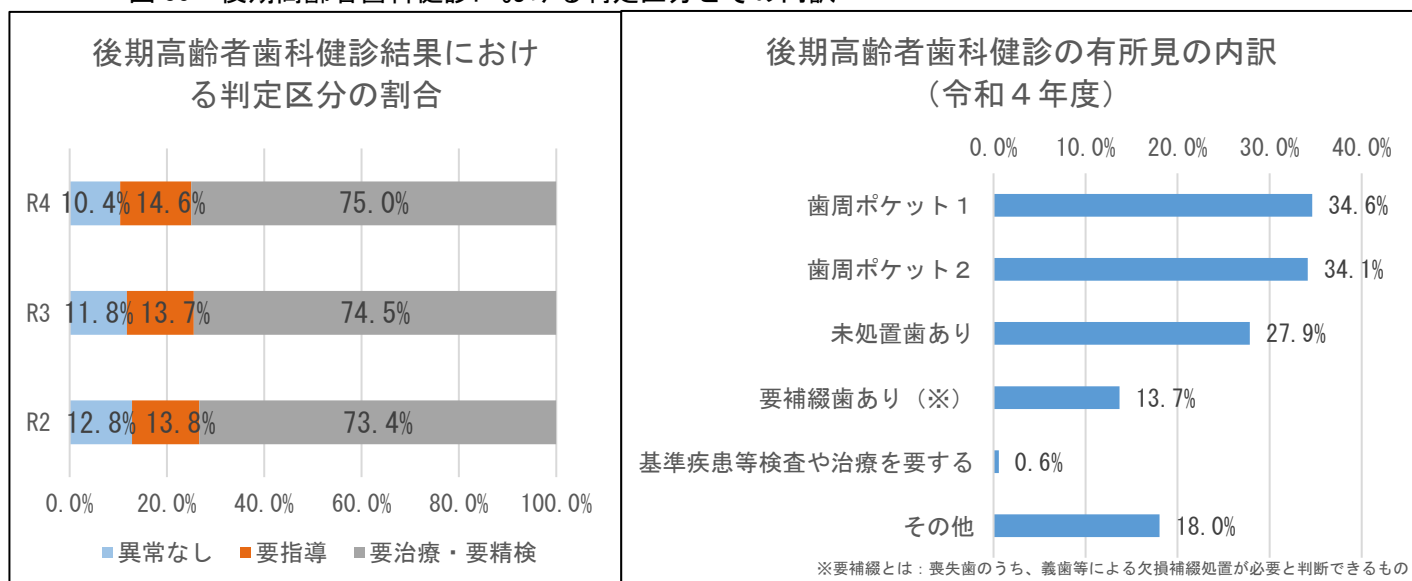 後期高齢者歯科健診結果におけ
る判定区分の割合
R4 10.4% 14.6% 75.0%
R3 11.8% 13.7% 74.5%
R2 12.8% 13.8% 73.4%
0.0% 20.0% 40.0% 60.0% 80.0% 100.0%
■異常なし ■要指導 ■要治療・要精検
後期高齢者歯科健診の有所見の内訳
（令和４年度）
0.0% 10.0% 20.0% 30.0% 40.0%
歯周ポケット１ 34.6%
歯周ポケット２ 34.1%
未処置歯あり 27.9%
要補綴歯あり（※） 13.7%
基準疾患等検査や治療を要する 0.6%
その他 18.0%
※要補綴とは：喪失歯のうち、義歯等による欠損補綴処置が必要と判断できるもの